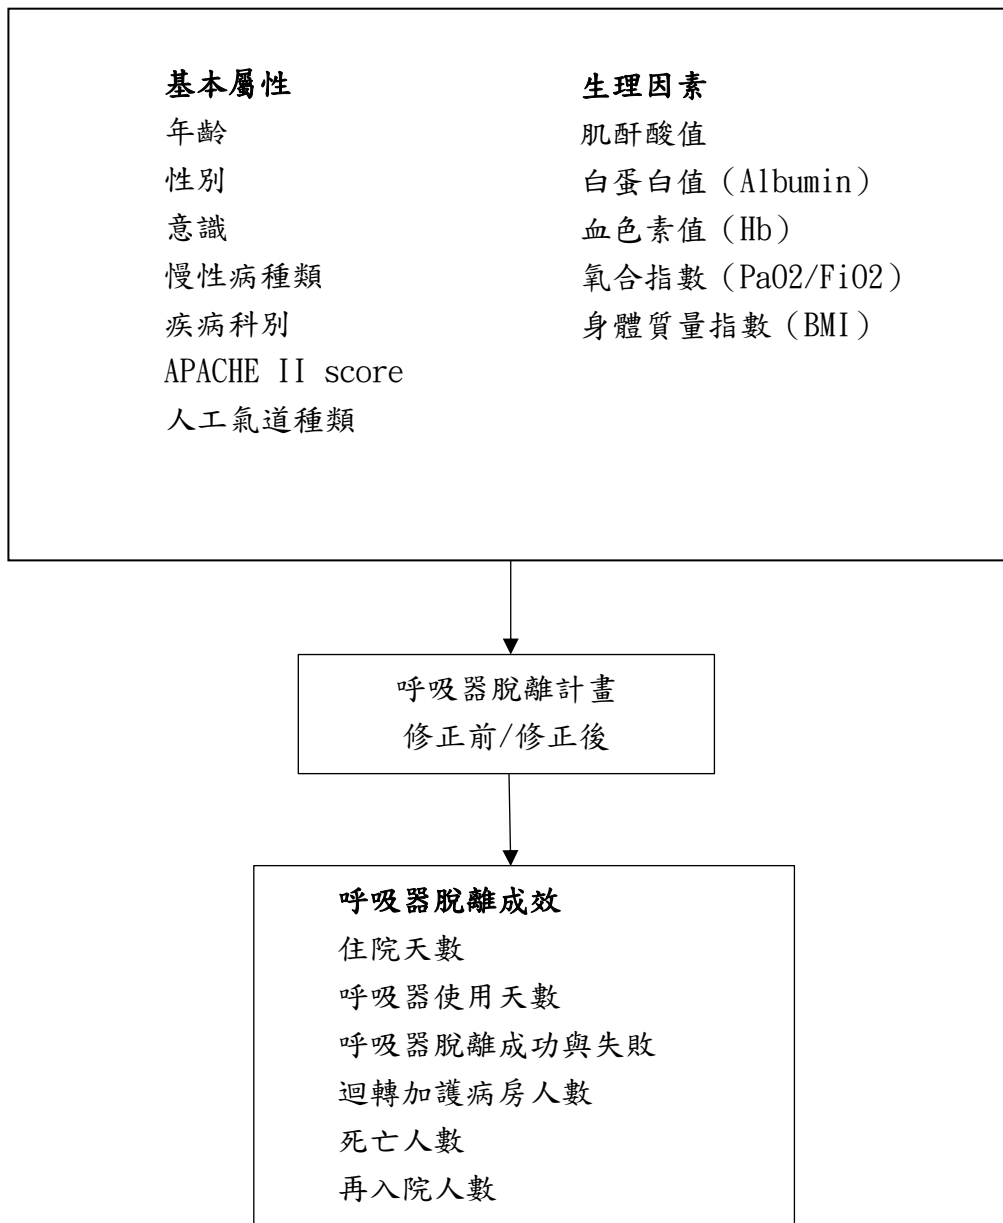 基本屬性
年齡
性別
意識
慢性病種類
疾病科別
APACHE II score
人工氣道種類
生理因素
肌酐酸值
白蛋白值（Albumin）
血色素值（Hb）
氧合指數（PaO2/FiO2）
身體質量指數（BMI）
呼吸器脫離計畫
修正前/修正後
呼吸器脫離成效
住院天數
呼吸器使用天數
呼吸器脫離成功與失敗
迴轉加護病房人數
死亡人數
再入院人數